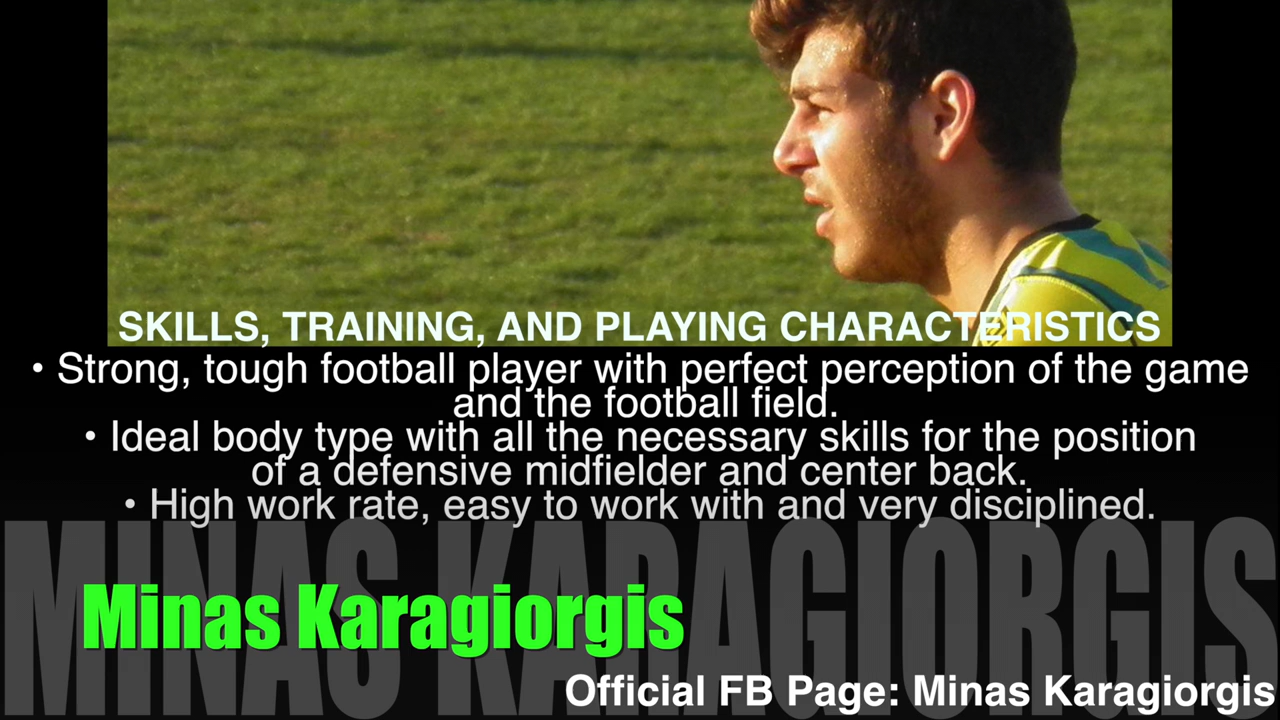 SKILLS, TRAINING, AND PLAYING CHARACTERISTICS
• Strong, tough football player with perfect perception of the game
and the football field.
• Ideal body type with all the necessary skills for the position
of a defensive midfielder and center back.
• High work rate, easy to work with and very disciplined.
MINAS KARAGIORGIS
Minas Karagiorgis
Official FB Page: Minas Karagiorgis